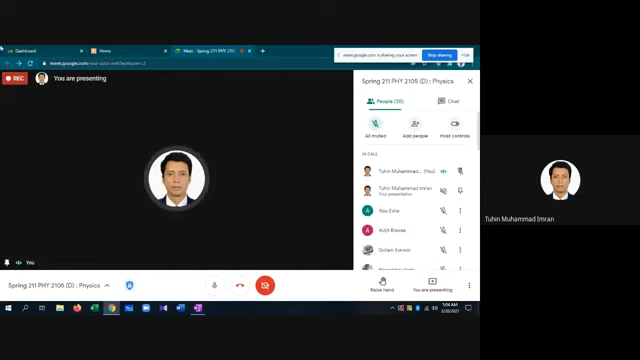 Dashboard
Home
Meet - Spring 211 PHY 2105 (D)
meet.google.com is sharing your screen
Stop sharing
REC
You are presenting
Spring 211 PHY 2105 (D) : Physics
People (30)
Chat
All muted
Add people
Host controls
IN CALL
Tuhin Muhammad... (You)
Tuhin Muhammad Imran
Your presentation
Abu Esha
Avijit Biswas
Golam Sarwar
You
Spring 211 PHY 2105 (D) : Physics
Raise hand
You are presenting
5:04 AM
Tuhin Muhammad Imran